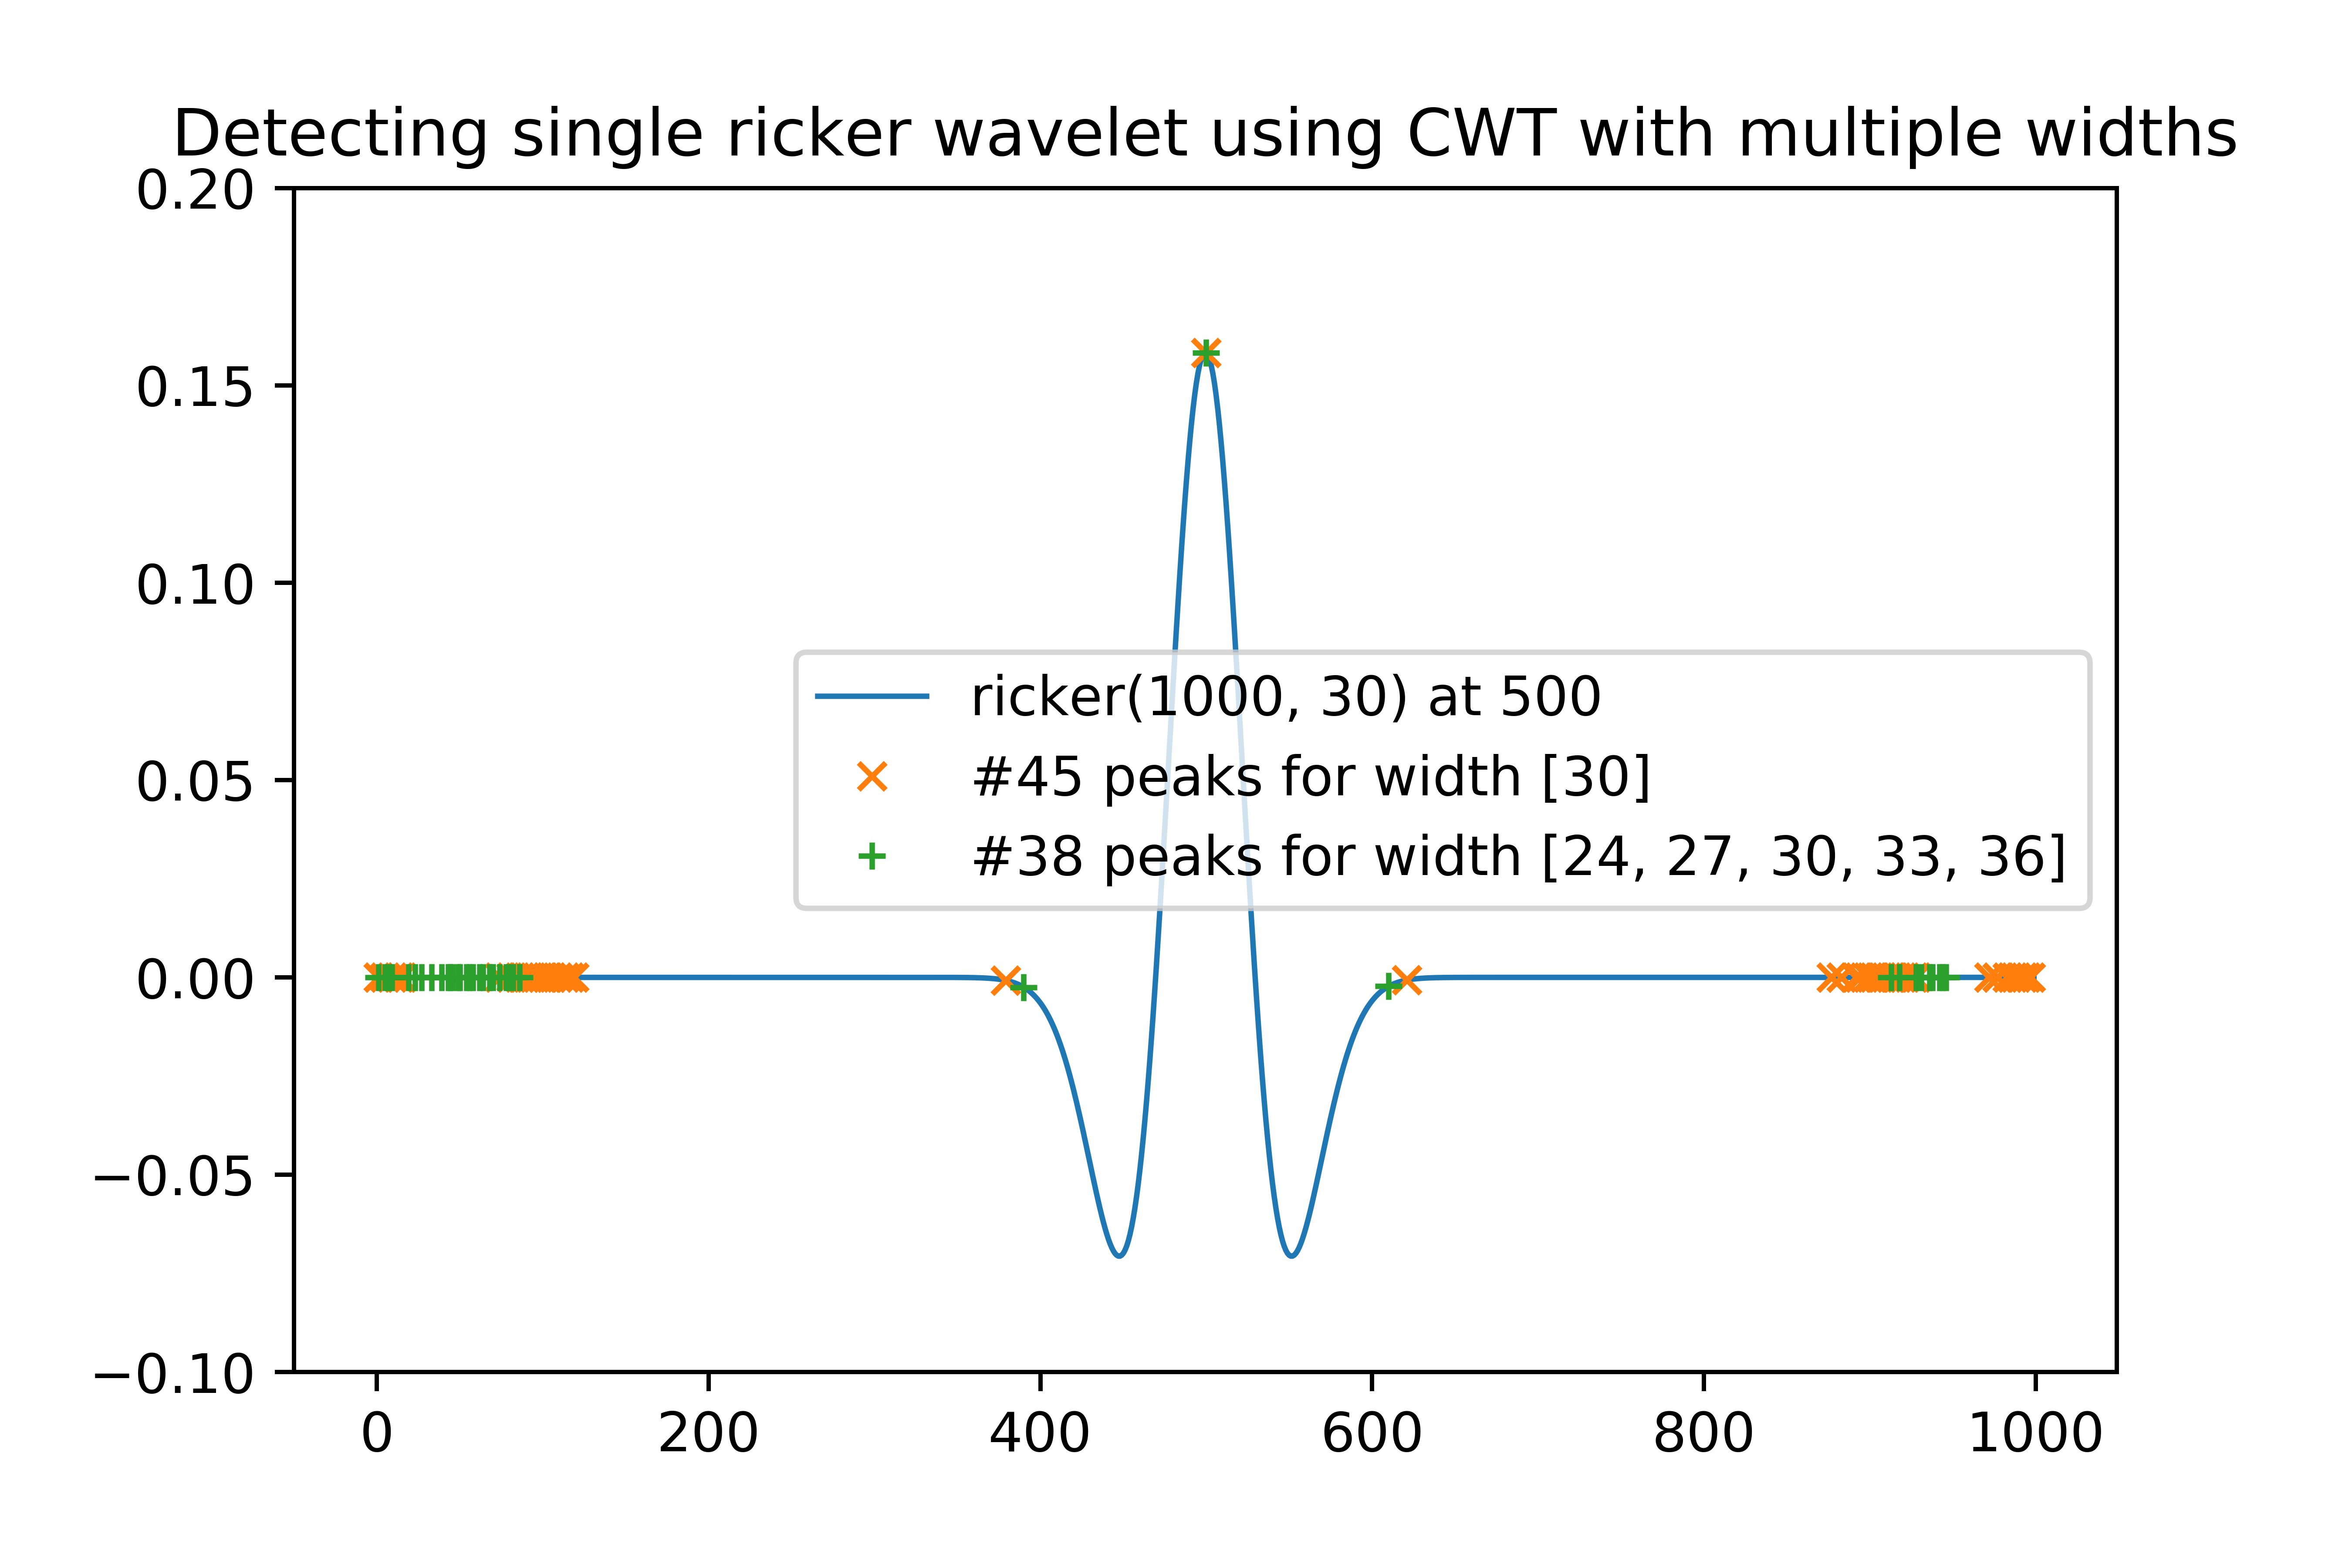 Detecting single ricker wavelet using CWT with multiple widths
0.20
0.15
0.10
0.05
0.00
−0.05
−0.10
ricker(1000, 30) at 500
#45 peaks for width [30]
#38 peaks for width [24, 27, 30, 33, 36]
0 200 400 600 800 1000